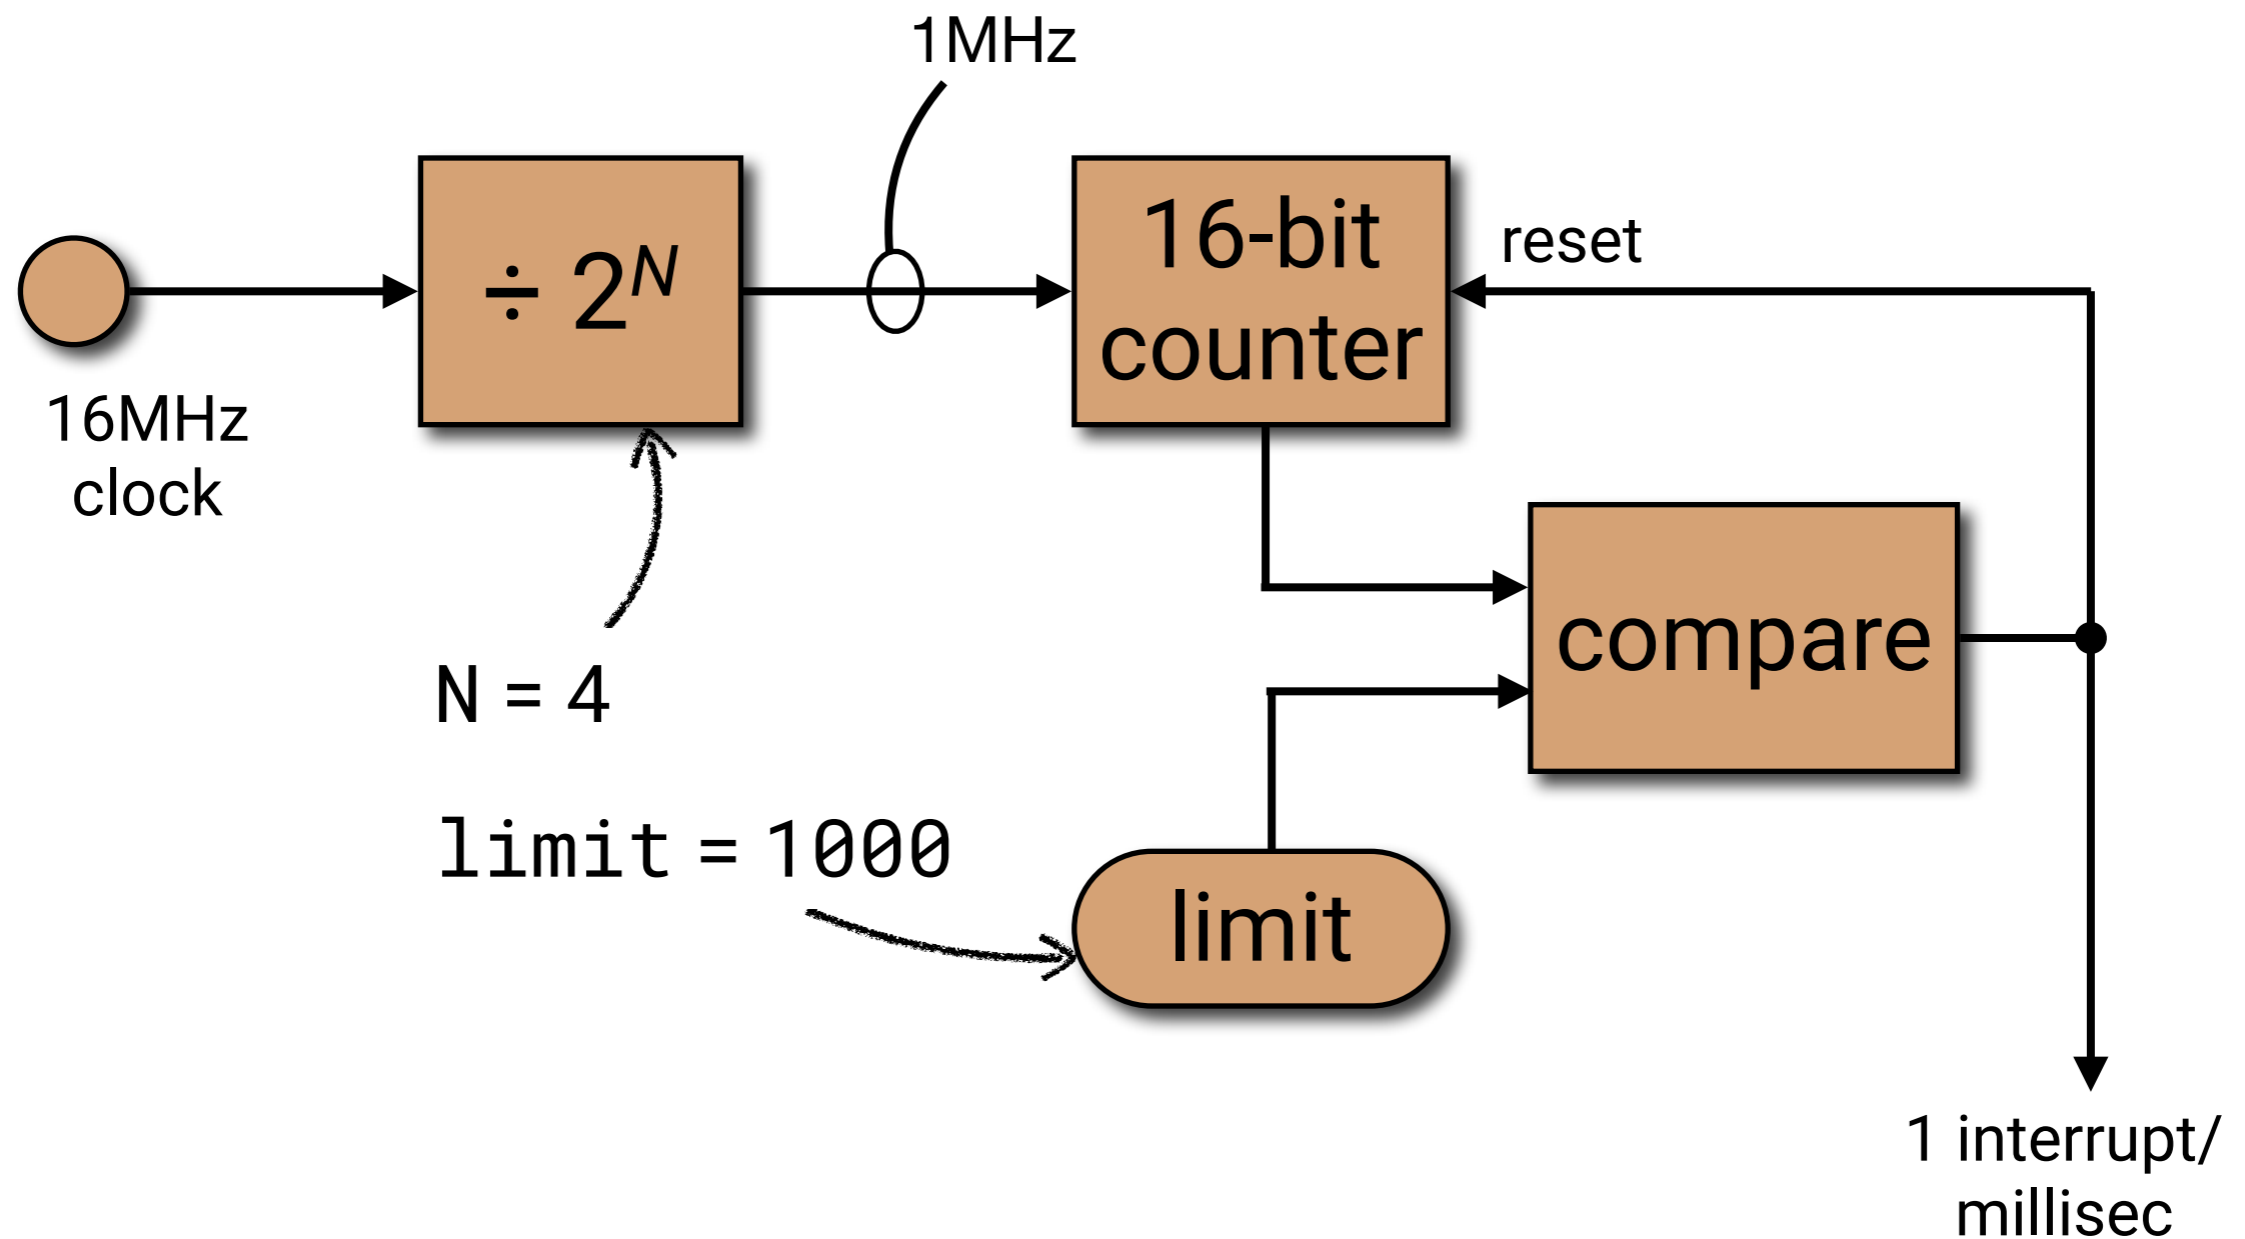 1MHz
÷ 2^N
16-bit
counter
reset
16MHz
clock
compare
N = 4
limit = 1000
limit
1 interrupt/
millisec